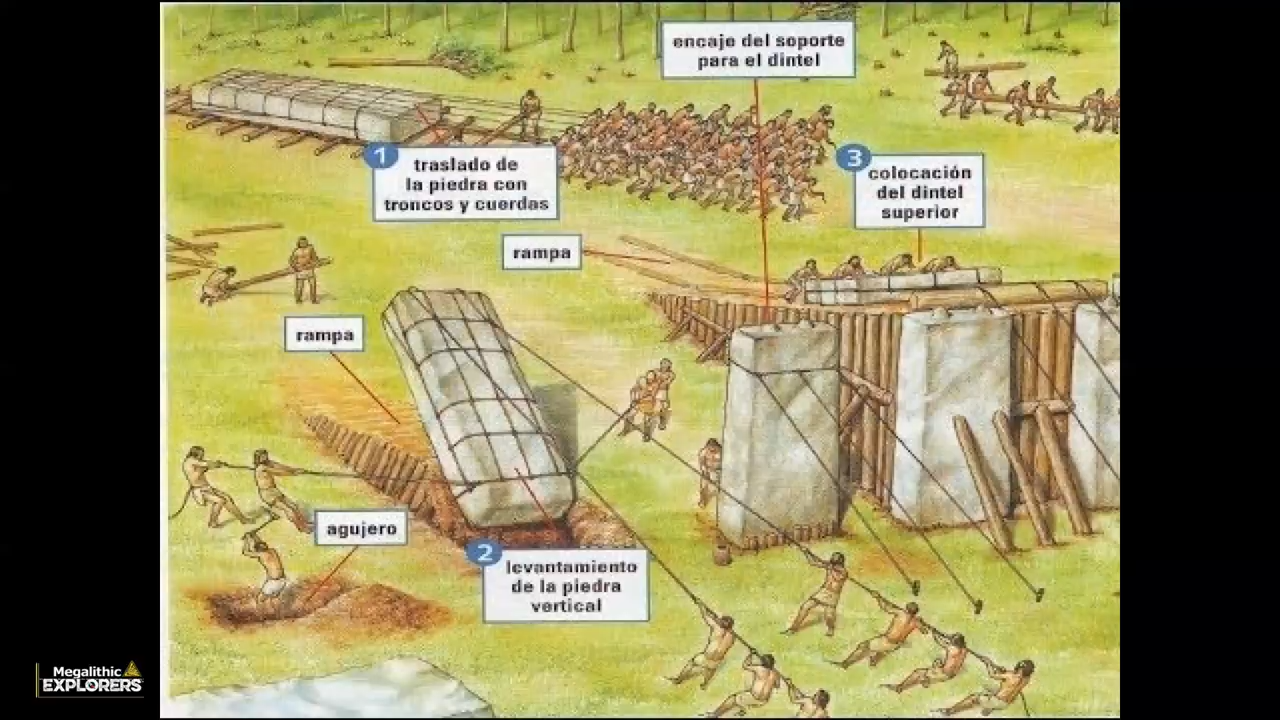 encaje del soporte
para el dintel
1
traslado de
la piedra con
troncos y cuerdas
3
colocación
del dintel
superior
rampa
rampa
agujero
2
levantamiento
de la piedra
vertical
Megalithic
EXPLORERS